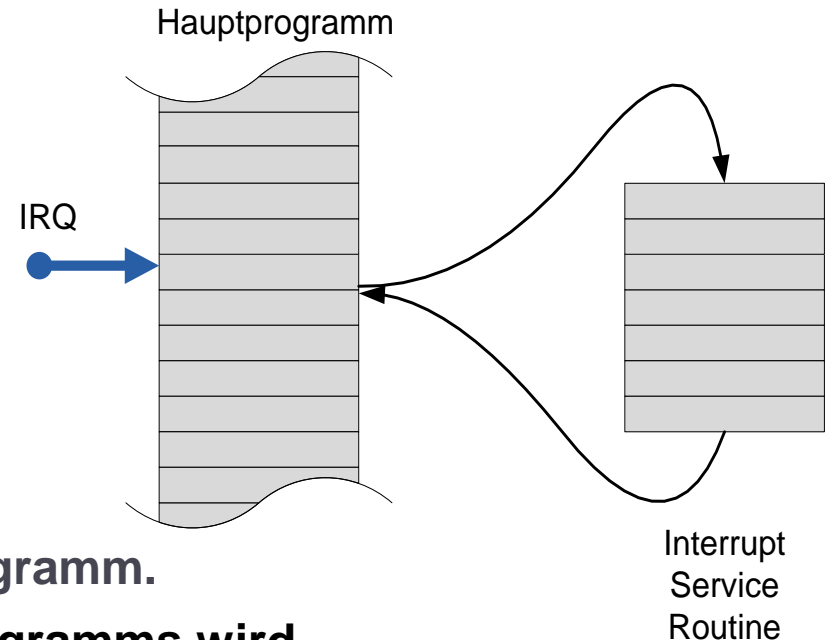 Hauptprogramm
IRQ
Interrupt
Service
Routine
gramm.
gramms wird